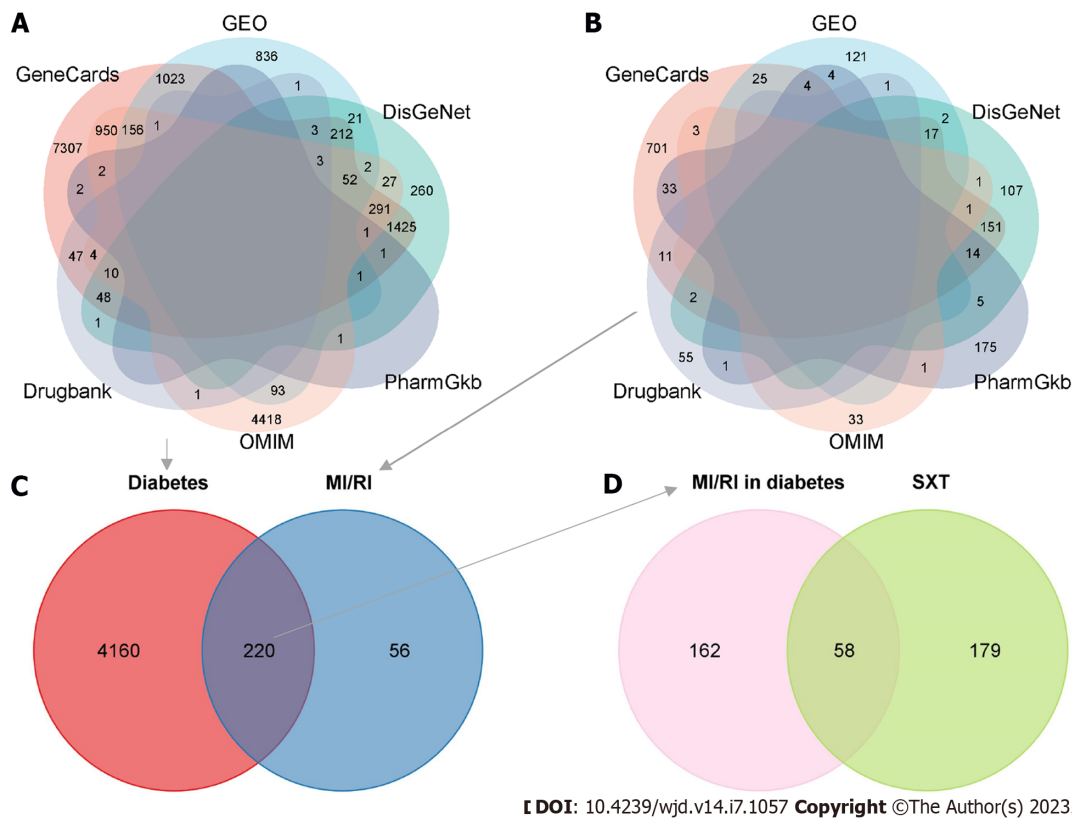 A
GEO
836
GeneCards
1023
1
DisGeNet
21
950 156 1
3 212
7307
3
2
2
52 27
260
2
291
1425
1
1
47 4
10
1
48
1
1
Drugbank
1
93
PharmGkb
4418
OMIM
B
GEO
121
GeneCards
25
4
4
1
DisGeNet
2
3
17
701
33
1
107
1
151
11
14
2
5
55
1
175
1
Drugbank
PharmGkb
33
OMIM
C
Diabetes
MI/RI
4160
220
56
D
MI/RI in diabetes
SXT
162
58
179
DOI: 10.4239/wjd.v14.i7.1057 Copyright ©The Author(s) 2023